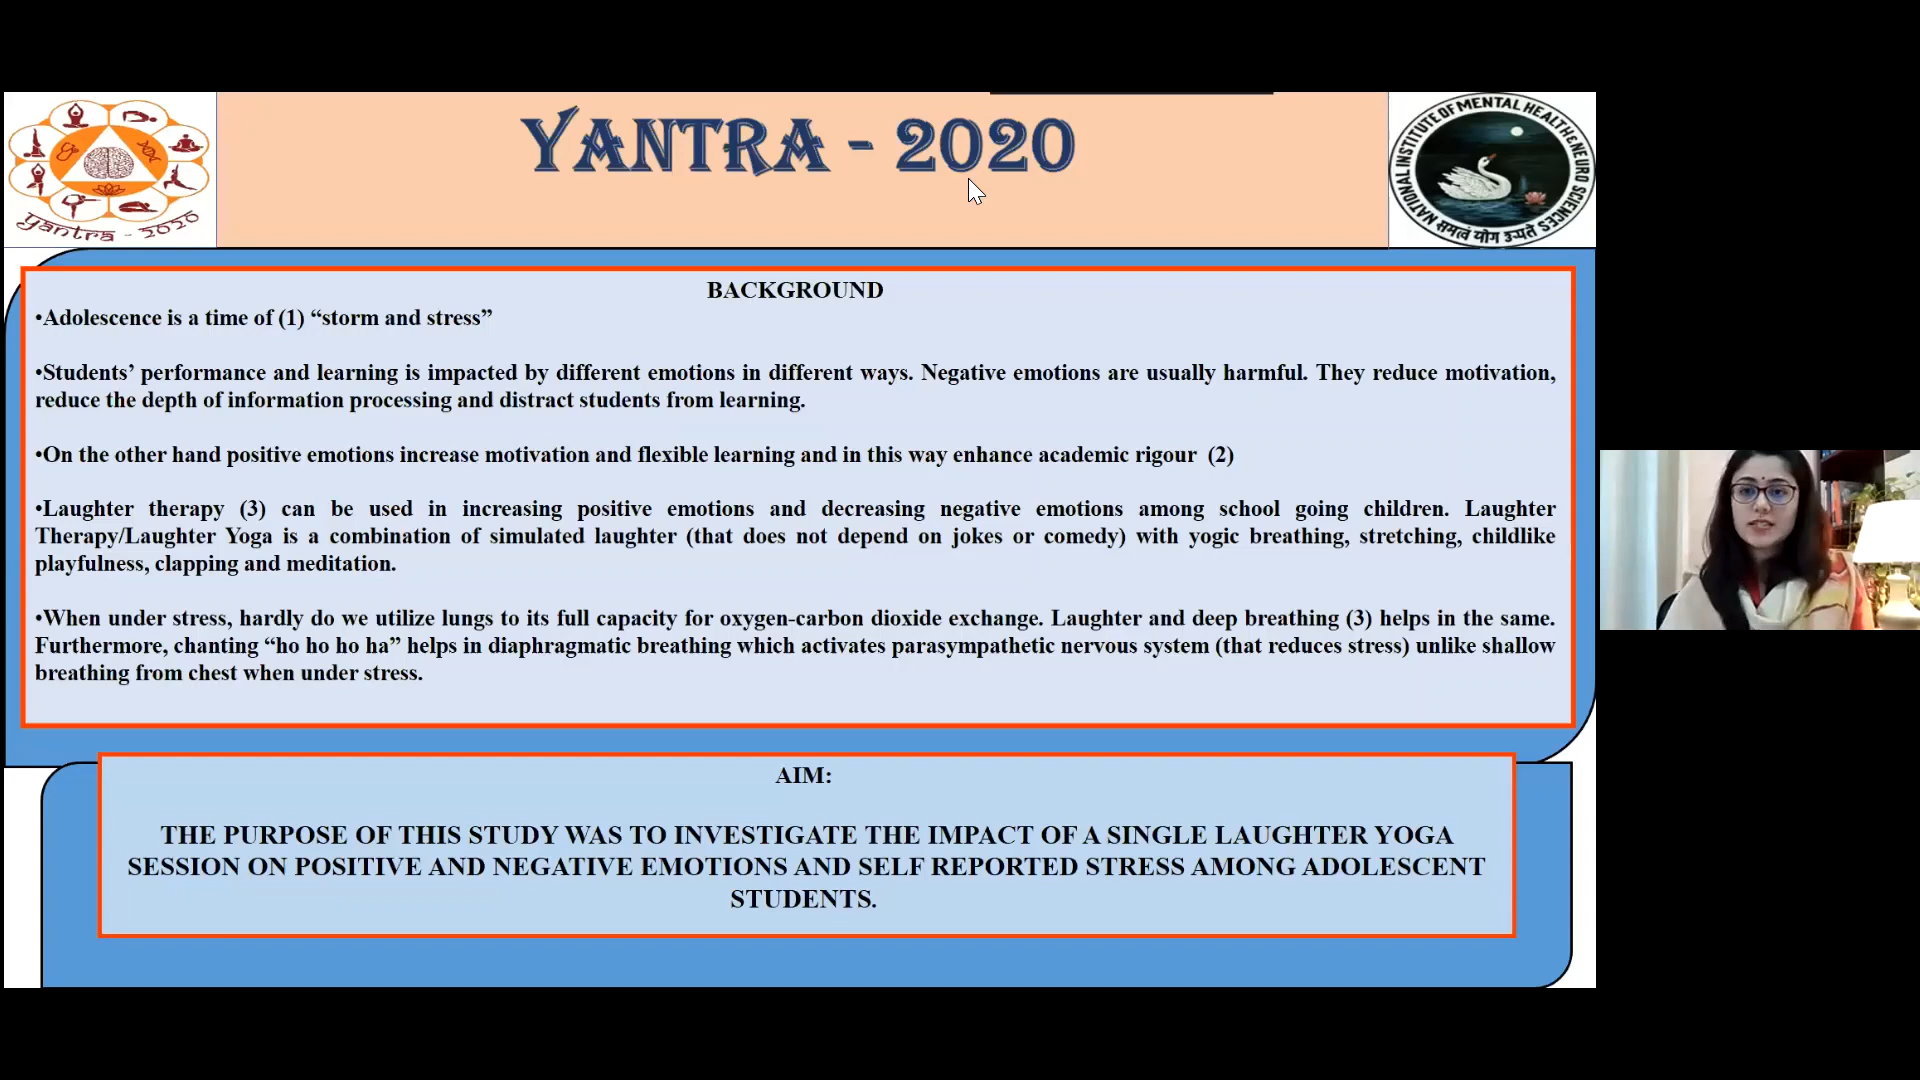 YANTRA - 2020
yantra - 2020
NATIONAL INSTITUTE OF MENTAL HEALTH & NEURO SCIENCES
समत्वं योग उच्यते
BACKGROUND
•Adolescence is a time of (1) “storm and stress”
•Students’ performance and learning is impacted by different emotions in different ways. Negative emotions are usually harmful. They reduce motivation,
reduce the depth of information processing and distract students from learning.
•On the other hand positive emotions increase motivation and flexible learning and in this way enhance academic rigour (2)
•Laughter therapy (3) can be used in increasing positive emotions and decreasing negative emotions among school going children. Laughter
Therapy/Laughter Yoga is a combination of simulated laughter (that does not depend on jokes or comedy) with yogic breathing, stretching, childlike
playfulness, clapping and meditation.
•When under stress, hardly do we utilize lungs to its full capacity for oxygen-carbon dioxide exchange. Laughter and deep breathing (3) helps in the same.
Furthermore, chanting “ho ho ho ha” helps in diaphragmatic breathing which activates parasympathetic nervous system (that reduces stress) unlike shallow
breathing from chest when under stress.
AIM:
THE PURPOSE OF THIS STUDY WAS TO INVESTIGATE THE IMPACT OF A SINGLE LAUGHTER YOGA
SESSION ON POSITIVE AND NEGATIVE EMOTIONS AND SELF REPORTED STRESS AMONG ADOLESCENT
STUDENTS.